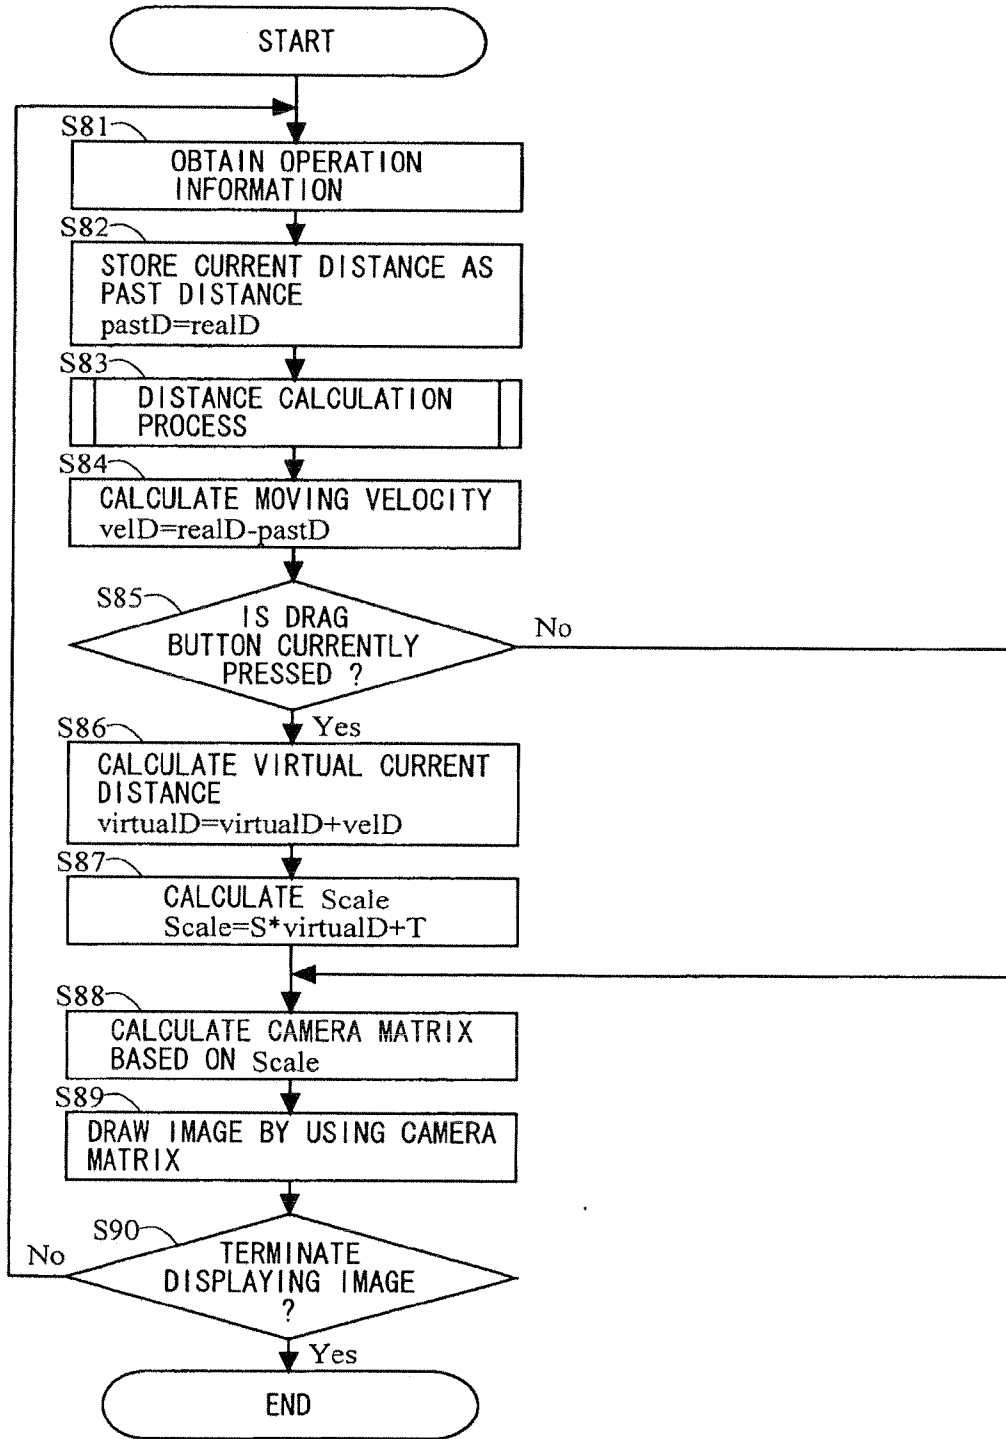 START
S81
OBTAIN OPERATION
INFORMATION
S82
STORE CURRENT DISTANCE AS
PAST DISTANCE
pastD=realD
S83
DISTANCE CALCULATION
PROCESS
S84
CALCULATE MOVING VELOCITY
velD=realD-pastD
S85
IS DRAG
BUTTON CURRENTLY
PRESSED ?
No
Yes
S86
CALCULATE VIRTUAL CURRENT
DISTANCE
virtualD=virtualD+velD
S87
CALCULATE Scale
Scale=S*virtualD+T
S88
CALCULATE CAMERA MATRIX
BASED ON Scale
S89
DRAW IMAGE BY USING CAMERA
MATRIX
S90
No
TERMINATE
DISPLAYING IMAGE
?
Yes
END